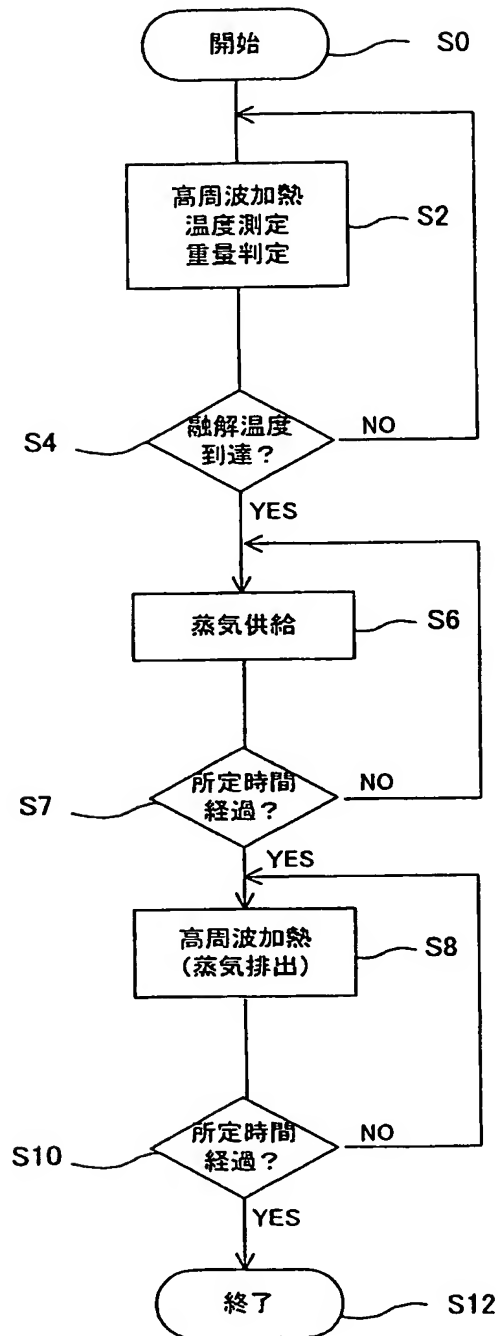 開始
S0
高周波加熱
温度測定
重量判定
S2
S4
融解温度
到達？
NO
YES
蒸気供給
S6
所定時間
経過？
NO
S7
YES
高周波加熱
(蒸気排出)
S8
所定時間
経過？
NO
S10
YES
終了
S12